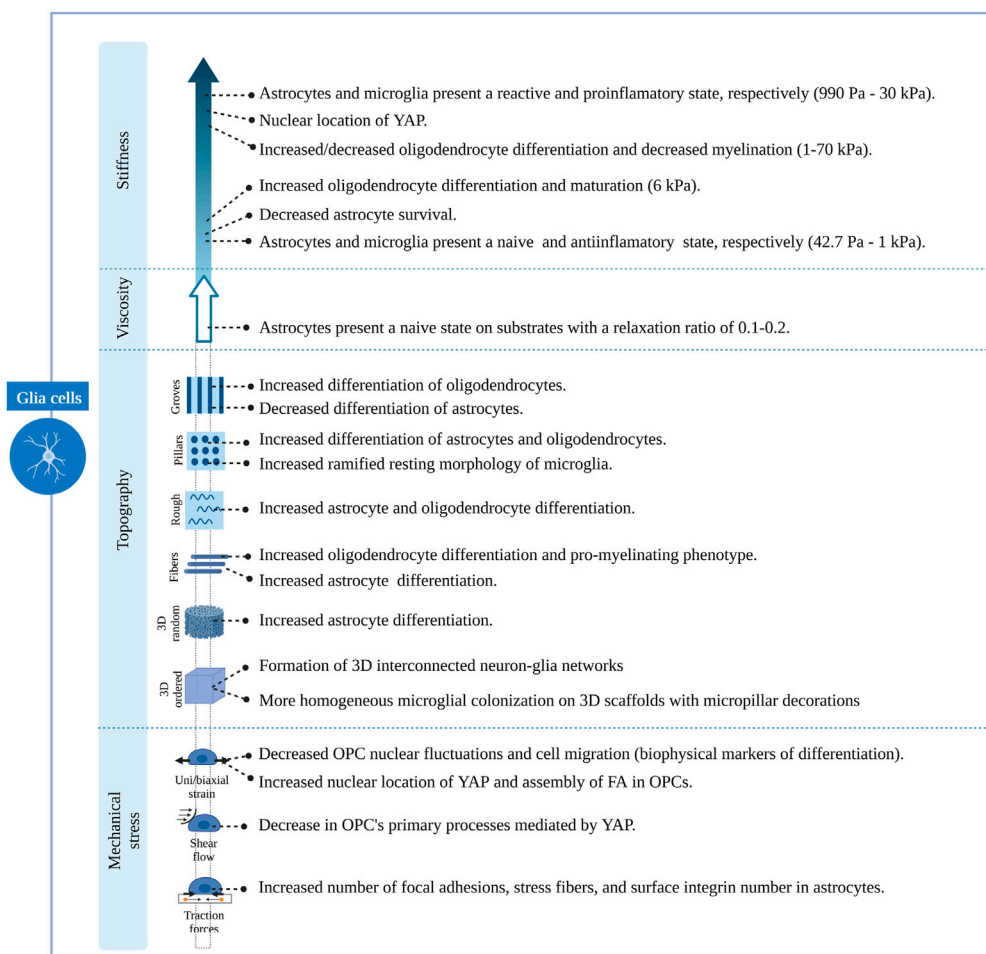 Glia cells
Stiffness
Astrocytes and microglia present a reactive and proinflamatory state, respectively (990 Pa - 30 kPa).
Nuclear location of YAP.
Increased/decreased oligodendrocyte differentiation and decreased myelination (1-70 kPa).
Increased oligodendrocyte differentiation and maturation (6 kPa).
Decreased astrocyte survival.
Astrocytes and microglia present a naive and antiinflamatory state, respectively (42.7 Pa - 1 kPa).
Viscosity
Astrocytes present a naive state on substrates with a relaxation ratio of 0.1-0.2.
Topography
Groves
Increased differentiation of oligodendrocytes.
Decreased differentiation of astrocytes.
Pillars
Increased differentiation of astrocytes and oligodendrocytes.
Increased ramified resting morphology of microglia.
Rough
Increased astrocyte and oligodendrocyte differentiation.
Fibers
Increased oligodendrocyte differentiation and pro-myelinating phenotype.
Increased astrocyte differentiation.
3D
random
Increased astrocyte differentiation.
3D
ordered
Formation of 3D interconnected neuron-glia networks
More homogeneous microglial colonization on 3D scaffolds with micropillar decorations
Mechanical
stress
Uni/biaxial
strain
Decreased OPC nuclear fluctuations and cell migration (biophysical markers of differentiation).
Increased nuclear location of YAP and assembly of FA in OPCs.
Shear
flow
Decrease in OPC's primary processes mediated by YAP.
Traction
forces
Increased number of focal adhesions, stress fibers, and surface integrin number in astrocytes.